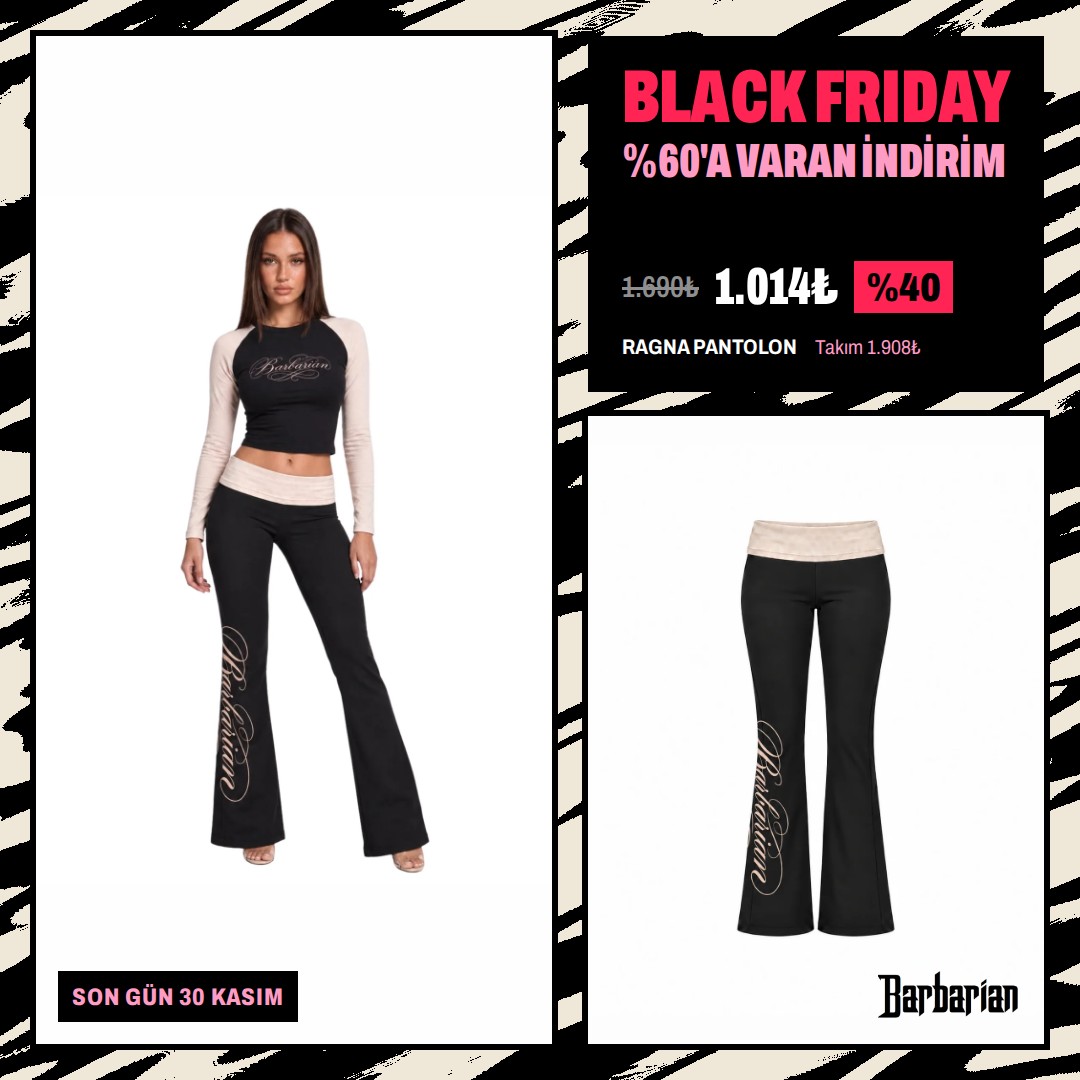 BLACK FRIDAY
%60'A VARAN İNDİRİM
1.690₺ 1.014₺ %40
RAGNA PANTOLON Takım 1.908₺
Barbarian
Barbarian
Barbarian
SON GÜN 30 KASIM
Barbarian